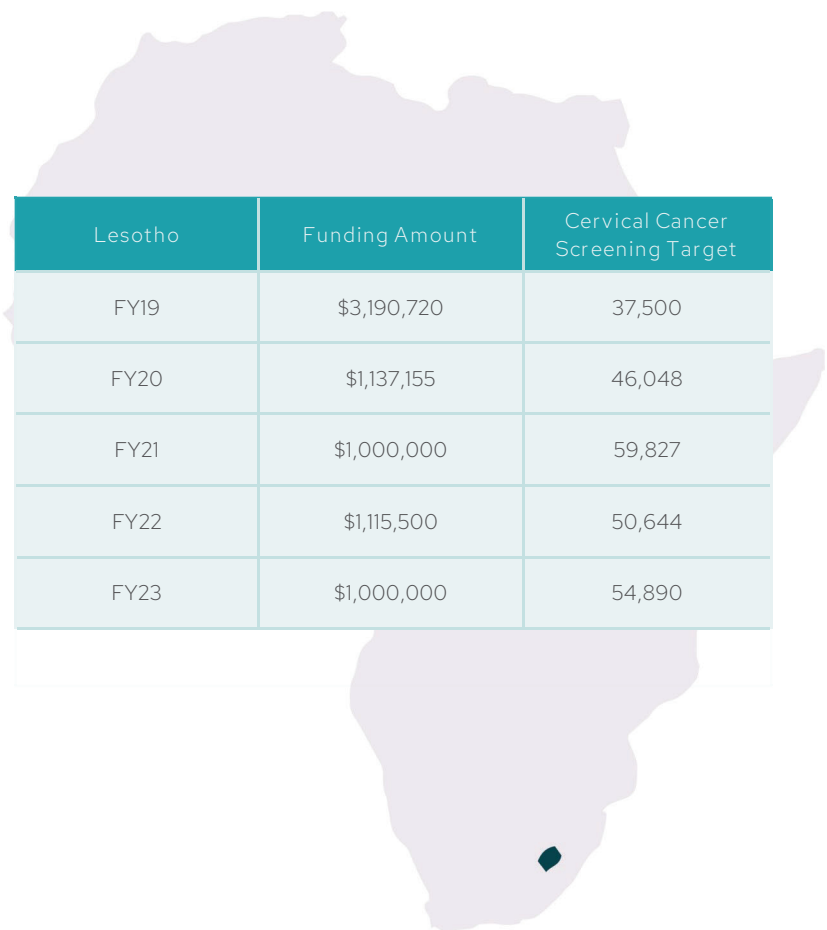 Lesotho Funding Amount Cervical Cancer
Screening Target
FY19 $3,190,720 37,500
FY20 $1,137,155 46,048
FY21 $1,000,000 59,827
FY22 $1,115,500 50,644
FY23 $1,000,000 54,890